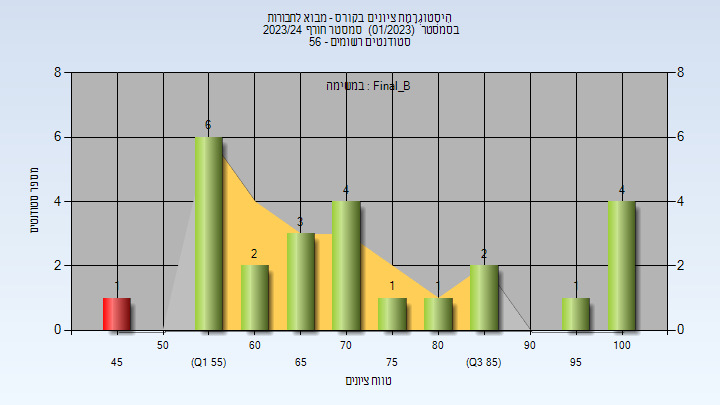 היסטוגרמת ציונים בקורס - מבוא לתבורות
בסמסטר (01/2023) סמסטר חורף 2023/24
סטודנטים רשומים - 56
במשימה : Final_B
מספר סטודנטים
8 8
6 6
4 4
2 2
0 0
1 6 2 3 4 1 1 2 1 4
50 60 70 80 90 100
45 (Q1 55) 65 75 (Q3 85) 95
טווח ציונים